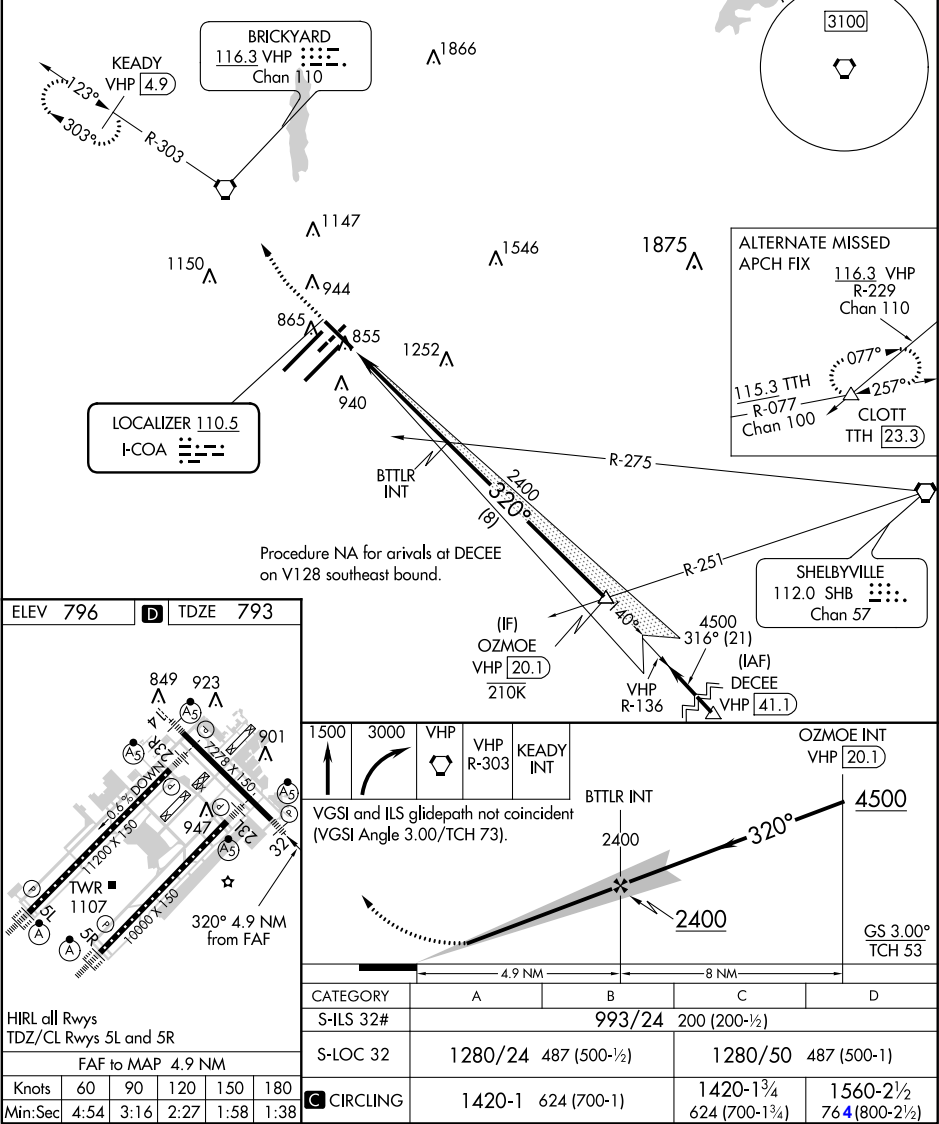 BRICKYARD
116.3 VHP
Chan 110
KEADY
VHP 4.9
123°
303°
R-303
1866
3100
1147
1150
944
1546
1875
865
855
1252
940
ALTERNATE MISSED
APCH FIX
116.3 VHP
R-229
Chan 110
077°
257°
115.3 TTH
R-077
Chan 100
CLOTT
TTH 23.3
LOCALIZER 110.5
I-COA
BTTLR
INT
R-275
2400
320°
(8)
Procedure NA for arivals at DECEE
on V128 southeast bound.
R-251
SHELBYVILLE
112.0 SHB
Chan 57
(IF)
OZMOE
VHP 20.1
210K
140°
4500
316° (21)
(IAF)
DECEE
VHP 41.1
VHP
R-136
ELEV 796 D TDZE 793
849
923
901
947
A5
A5
A5
A5
P
P
P
P
P
P
14
23R
7278 X 150
0.6% DOWN
11200 X 150
23L
32
TWR
1107
10000 X 150
5L
5R
A
A
320° 4.9 NM
from FAF
HIRL all Rwys
TDZ/CL Rwys 5L and 5R
FAF to MAP 4.9 NM
Knots 60 90 120 150 180
Min:Sec 4:54 3:16 2:27 1:58 1:38
1500
3000
VHP
VHP
R-303
KEADY
INT
VGSI and ILS glidepath not coincident
(VGSI Angle 3.00/TCH 73).
BTTLR INT
2400
OZMOE INT
VHP 20.1
4500
320°
2400
GS 3.00°
TCH 53
4.9 NM
8 NM
CATEGORY A B C D
S-ILS 32# 993/24 200 (200-½)
S-LOC 32 1280/24 487 (500-½) 1280/50 487 (500-1)
C CIRCLING 1420-1 624 (700-1) 1420-1¾ 624 (700-1¾) 1560-2½ 764 (800-2½)